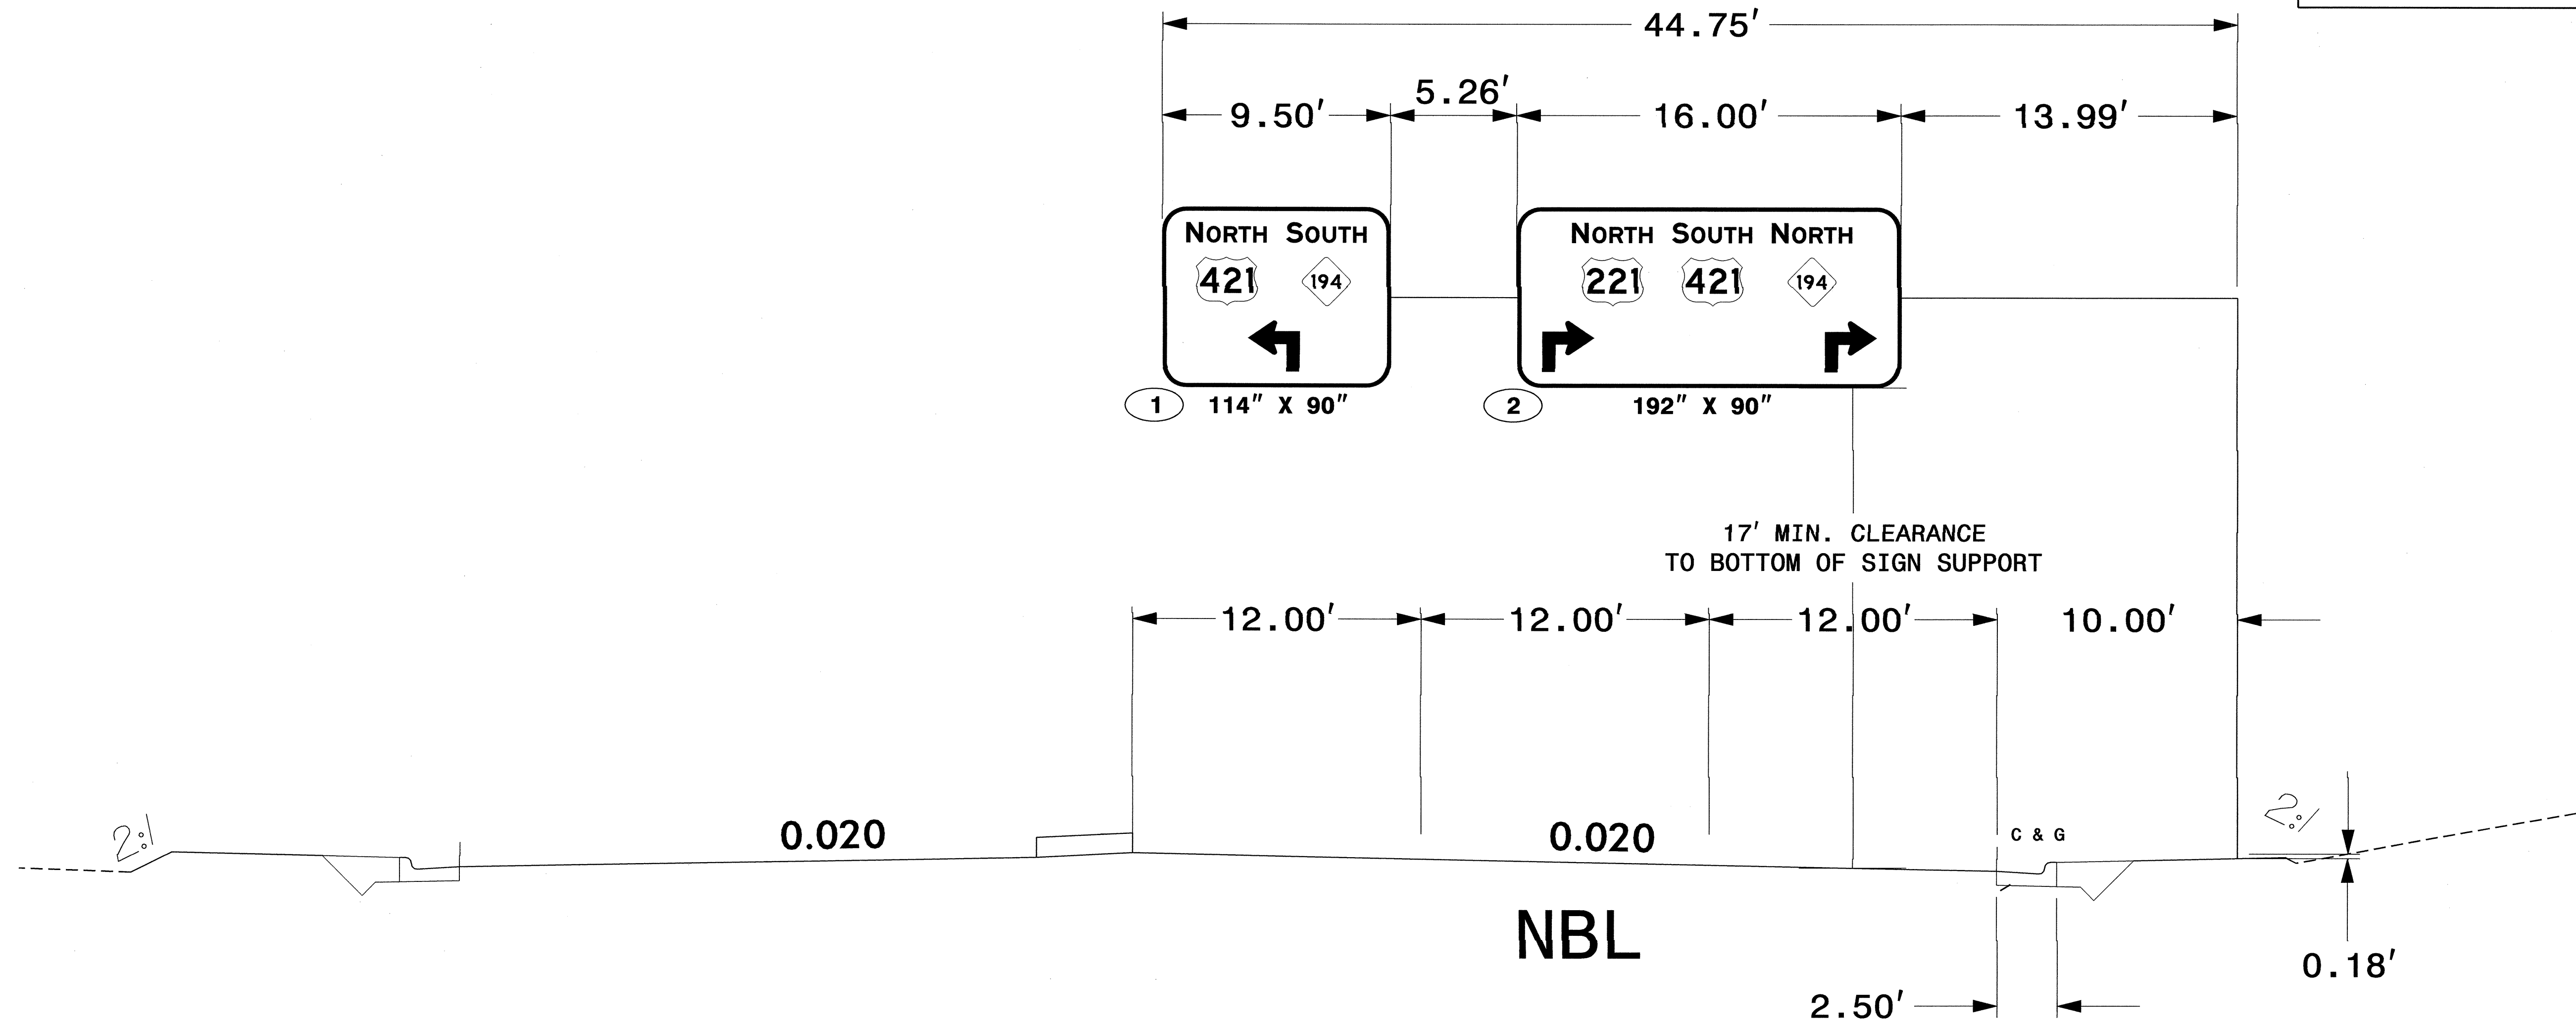 44.75'
9.50' 5.26' 16.00' 13.99'
NORTH SOUTH
421 194
NORTH SOUTH NORTH
221 421 194
1 114" X 90"
2 192" X 90"
17' MIN. CLEARANCE
TO BOTTOM OF SIGN SUPPORT
12.00' 12.00' 12.00' 10.00'
2:1
0.020
0.020
C & G
2:1
NBL
0.18'
2.50'